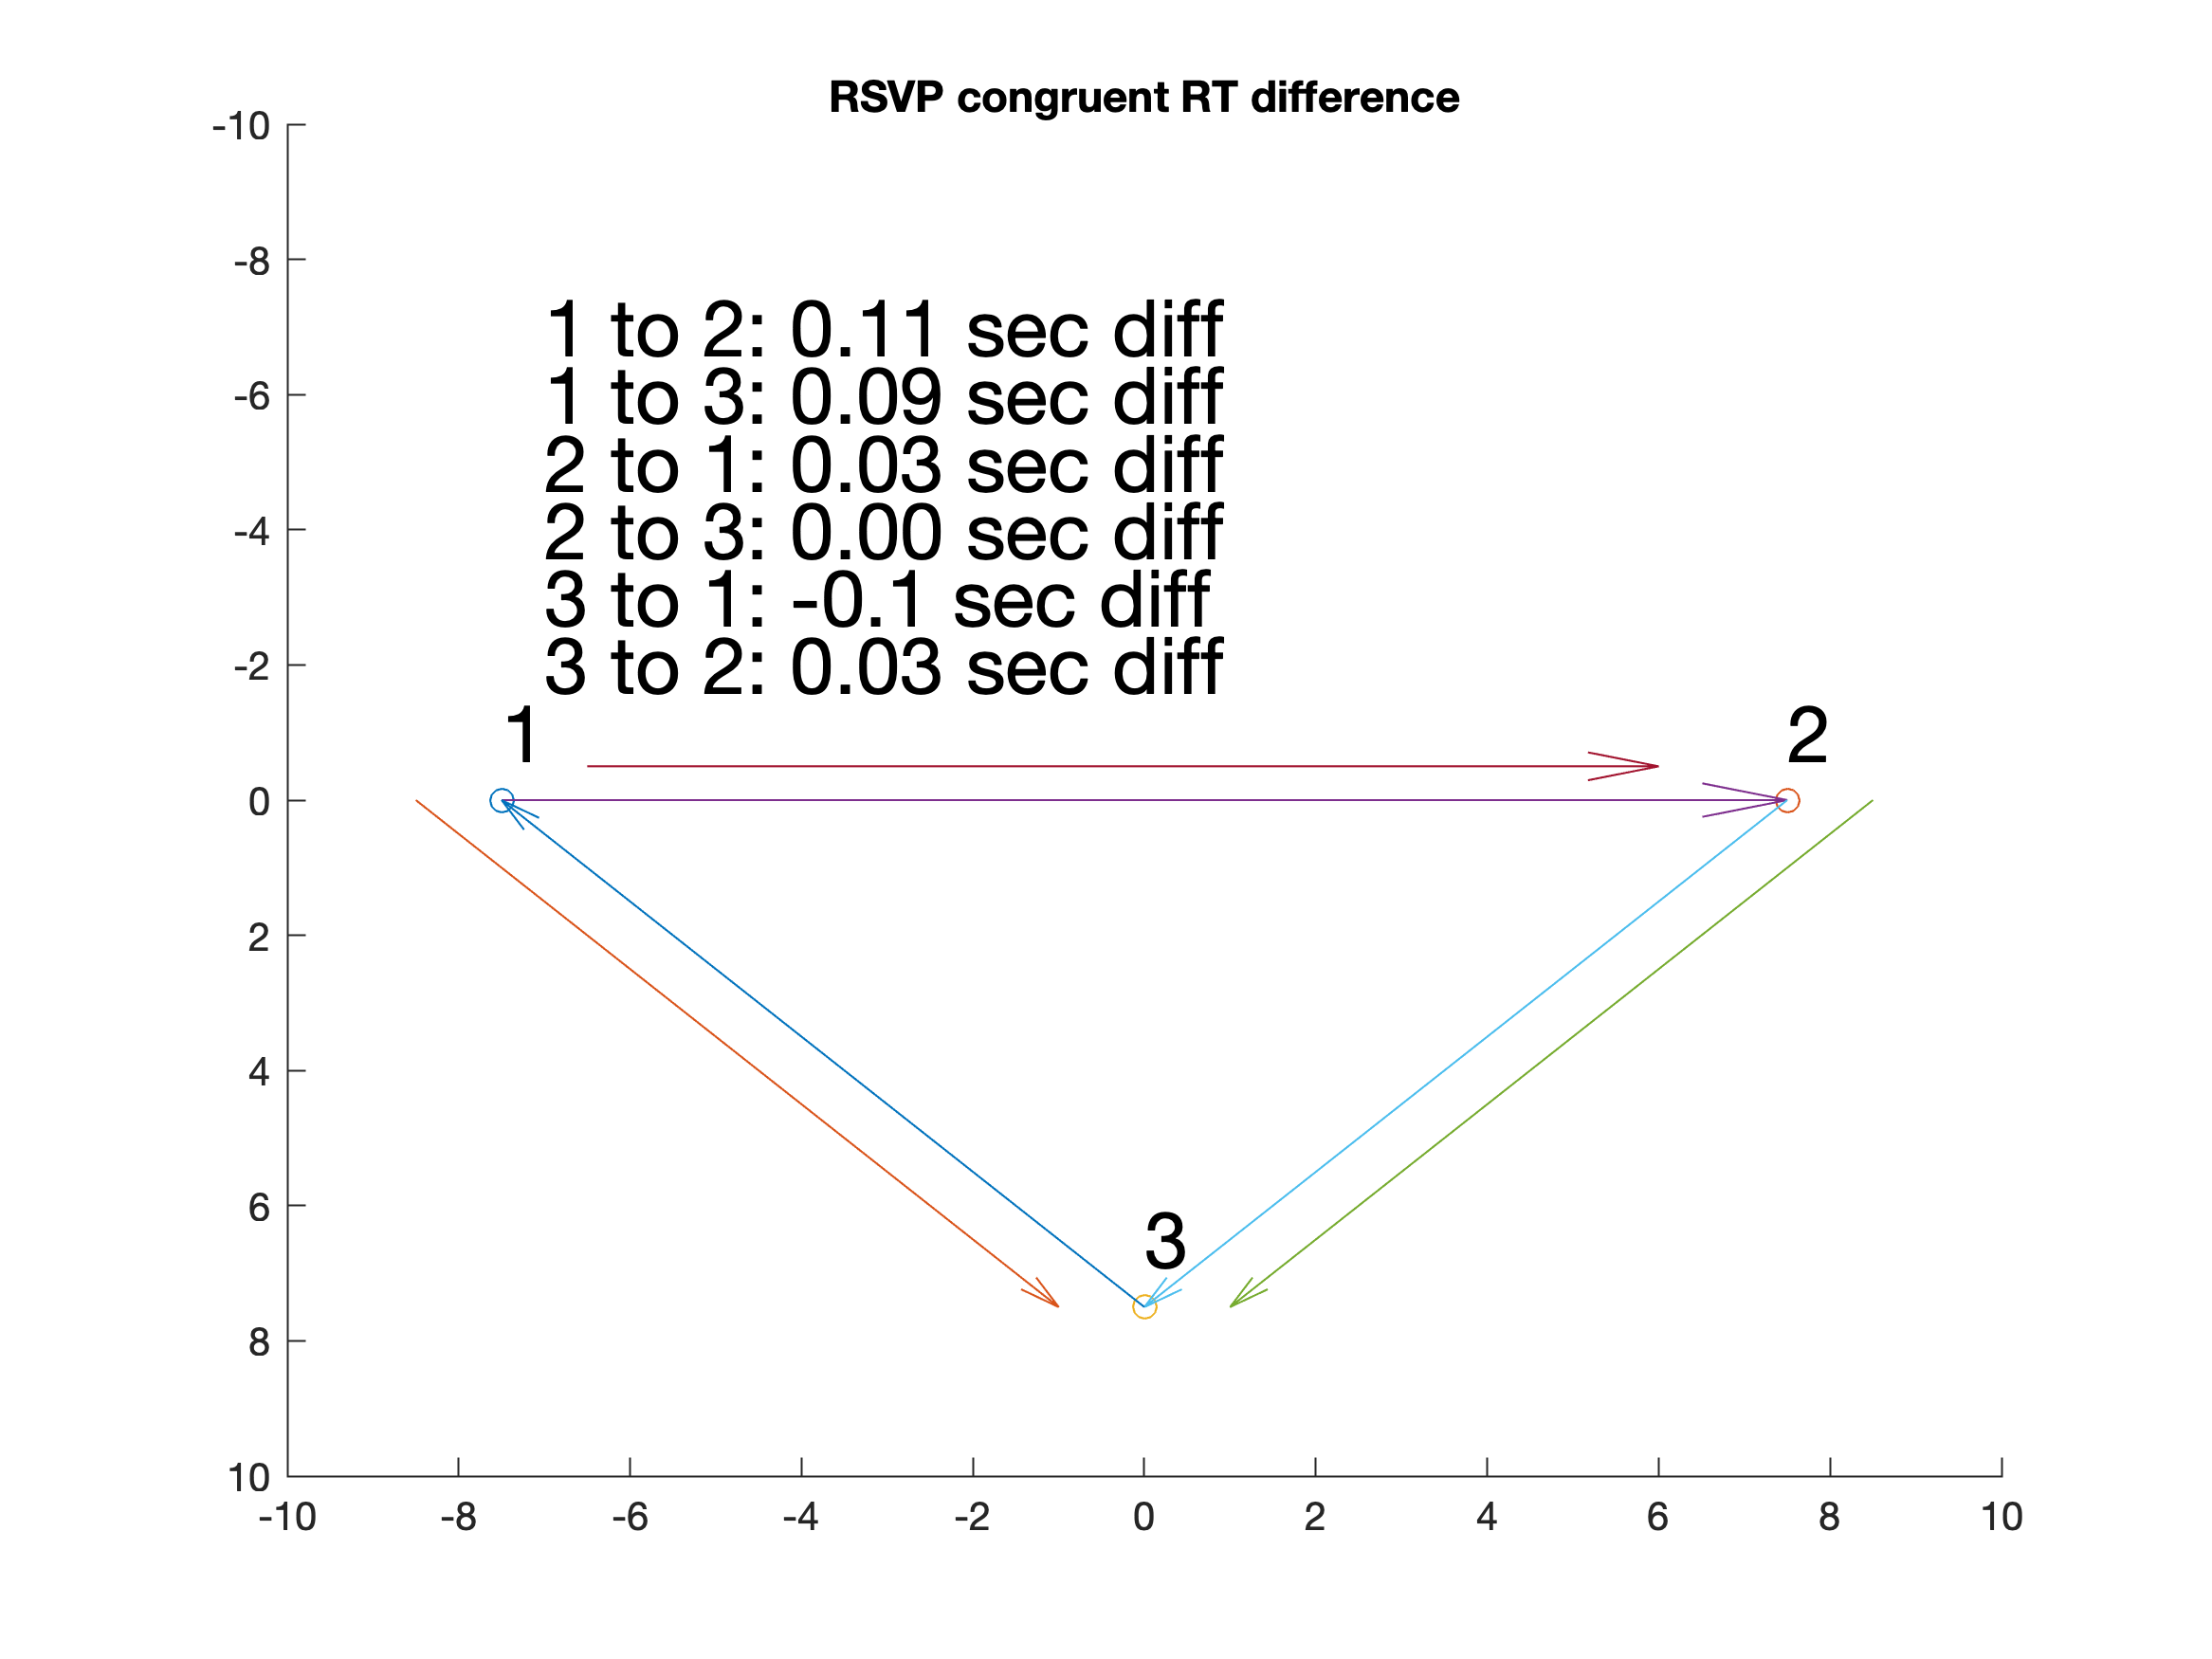 RSVP congruent RT difference
-10
-8
-6
-4
-2
0
2
4
6
8
10
1 to 2: 0.11 sec diff
1 to 3: 0.09 sec diff
2 to 1: 0.03 sec diff
2 to 3: 0.00 sec diff
3 to 1: -0.1 sec diff
3 to 2: 0.03 sec diff
1
2
3
-10 -8 -6 -4 -2 0 2 4 6 8 10